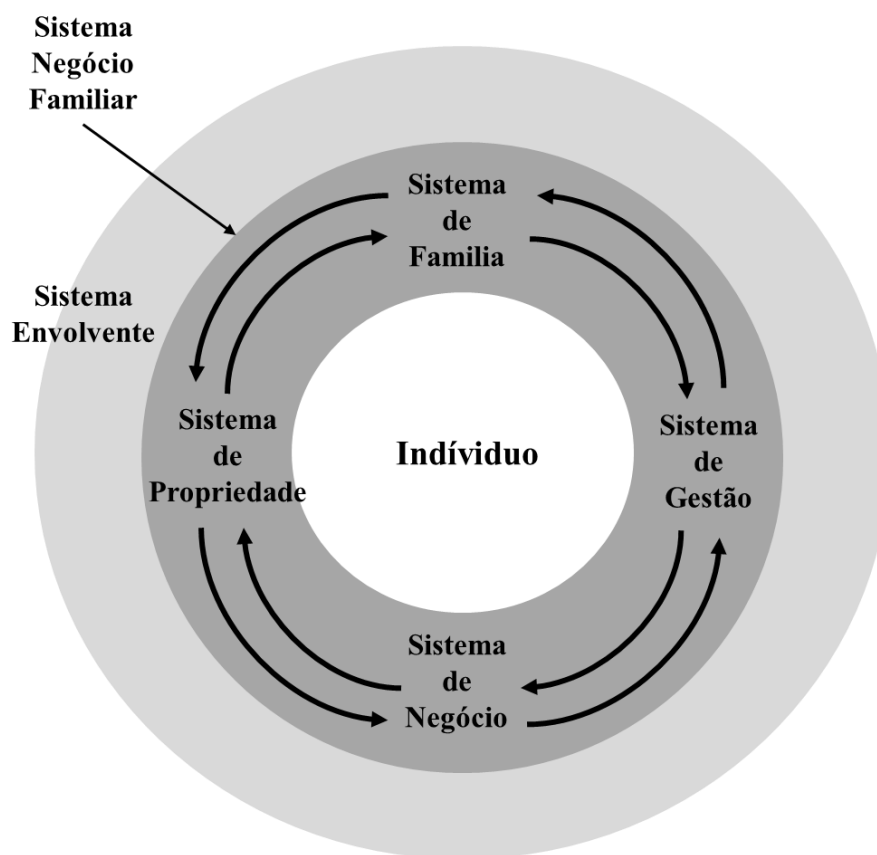 Sistema
Negócio
Familiar
Sistema
de
Familia
Sistema
Envolvente
Sistema
de
Propriedade
Indíviduo
Sistema
de
Gestão
Sistema
de
Negócio